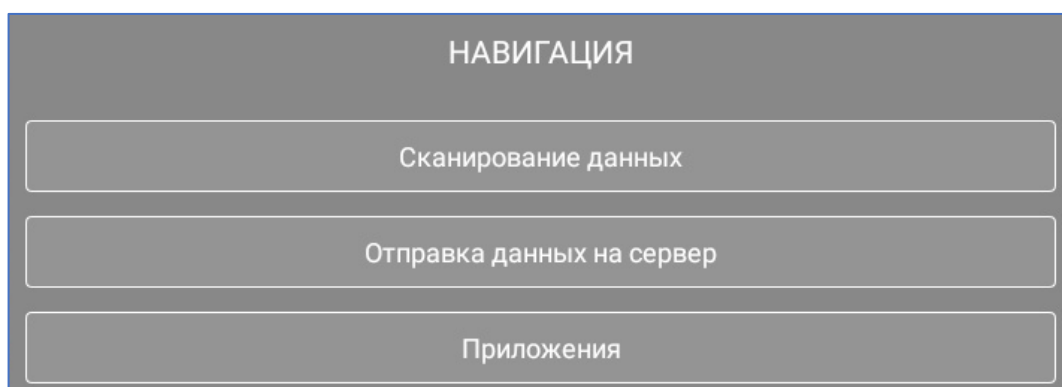 НАВИГАЦИЯ
Сканирование данных
Отправка данных на сервер
Приложения